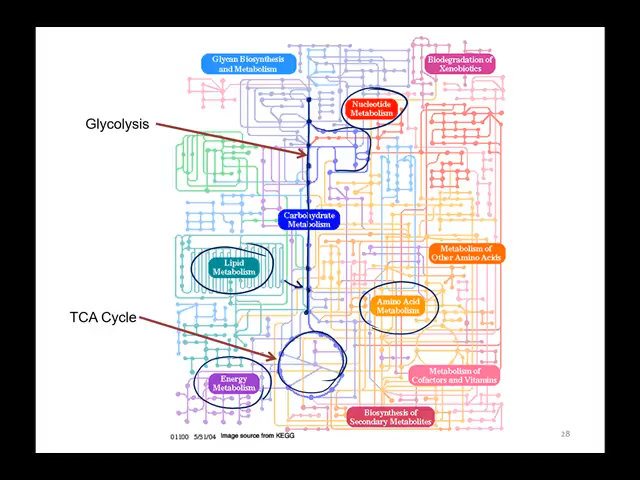 Glycan Biosynthesis
and Metabolism
Biodegradation of
Xenobiotics
Nucleotide
Metabolism
Glycolysis
Carbohydrate
Metabolism
Metabolism of
Other Amino Acids
Lipid
Metabolism
Amino Acid
Metabolism
TCA Cycle
Metabolism of
Cofactors and Vitamins
Energy
Metabolism
Biosynthesis of
Secondary Metabolites
01100 5/31/04 Image source from KEGG
28